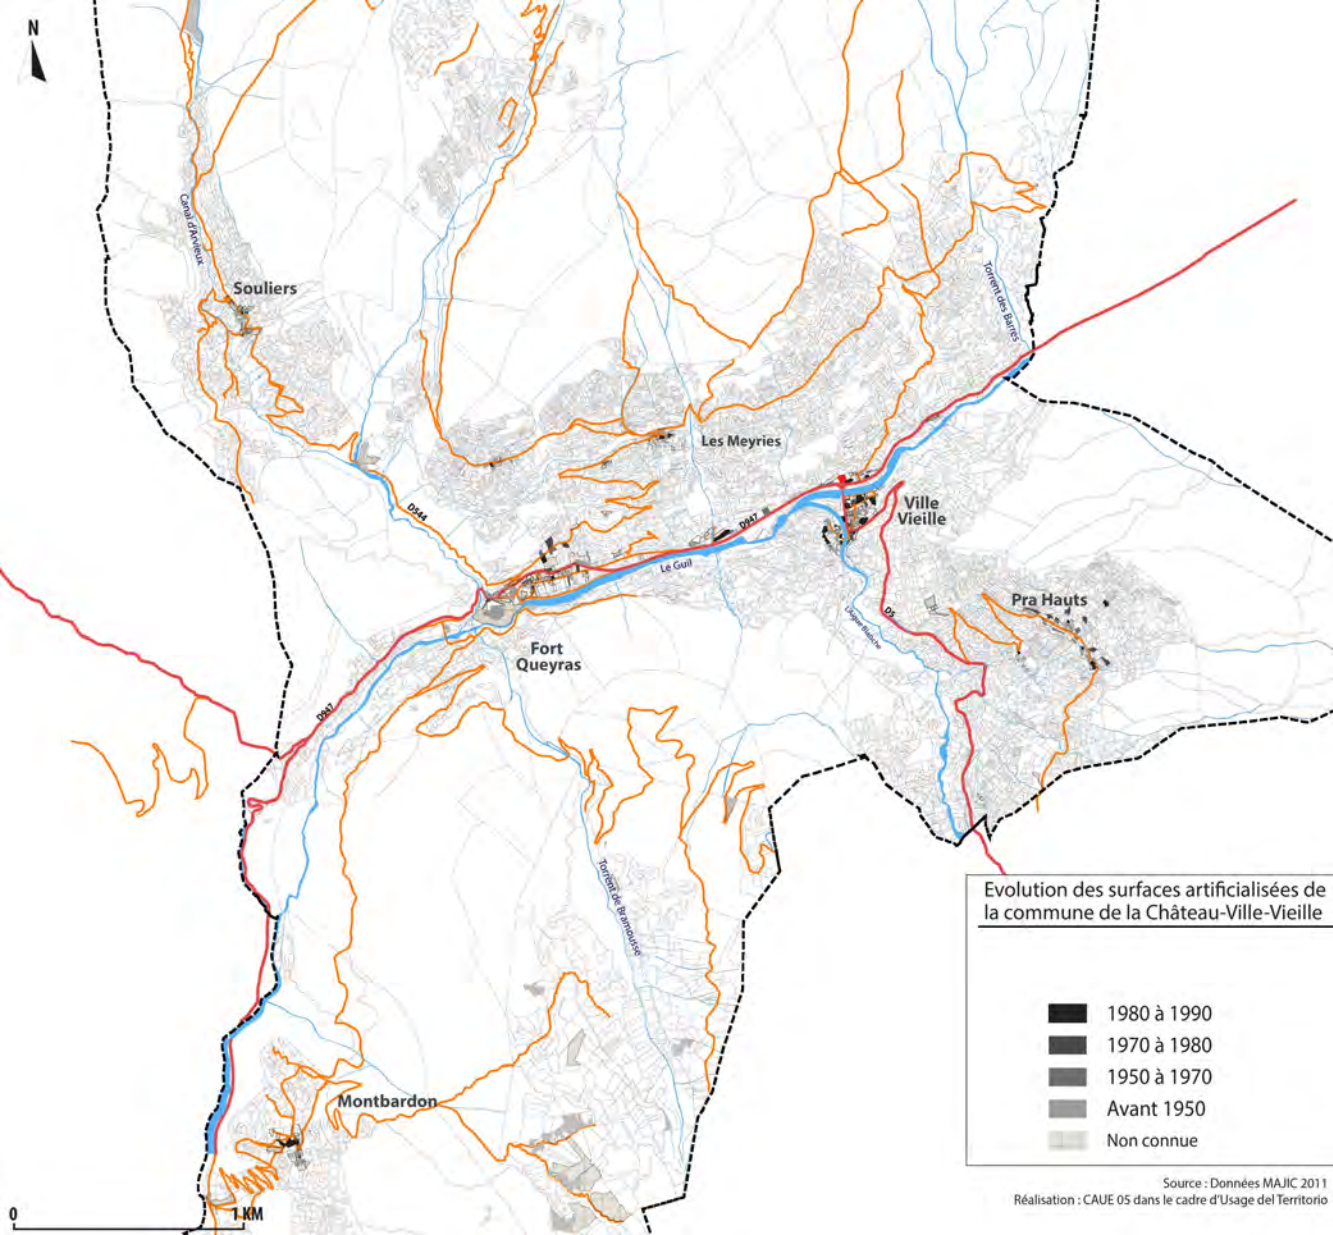 N
Canal d'Arvieux
Souliers
Torrent des Barres
Les Meyries
D544
D947
Ville
Vieille
Le Guil
L'Aigue Blanche
D5
Pra Hauts
Fort
Queyras
D947
Torrent de Bramousse
Montbardon
0
1 KM
Evolution des surfaces artificialisées de
la commune de la Château-Ville-Vieille
1980 à 1990
1970 à 1980
1950 à 1970
Avant 1950
Non connue
Source : Données MAJIC 2011
Réalisation : CAUE 05 dans le cadre d'Usage del Territorio